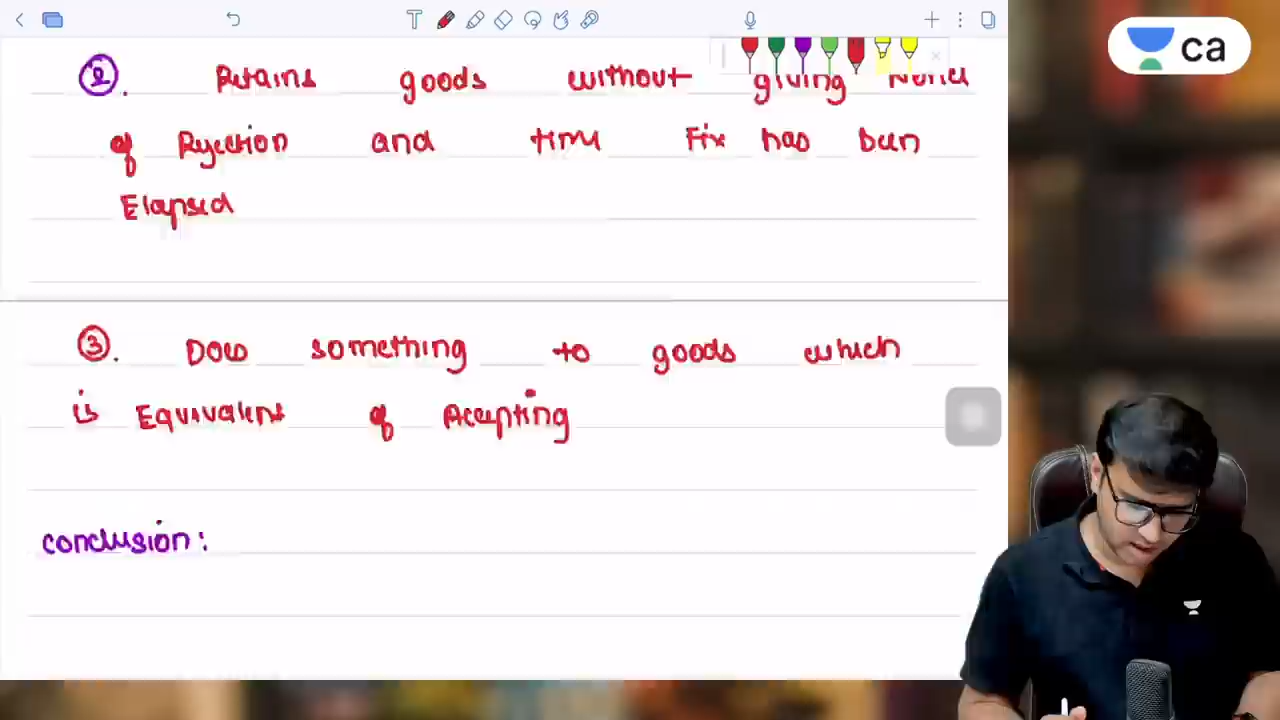 ca
②. Retains goods without giving
of Rejection and time Fix has been
Elapsed
③. Does something to goods which
is Equivalent of Accepting
conclusion: